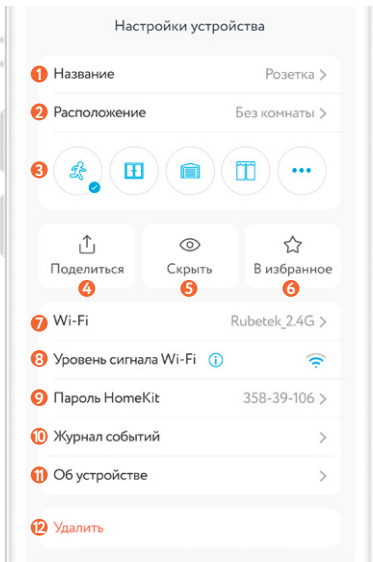 Настройки устройства
1 Название Розетка >
2 Расположение Без комнаты >
3
Поделиться Скрыть В избранное
4 5 6
7 Wi-Fi Rubetek_2.4G >
8 Уровень сигнала Wi-Fi i
9 Пароль HomeKit 358-39-106 >
10 Журнал событий >
11 Об устройстве >
12 Удалить